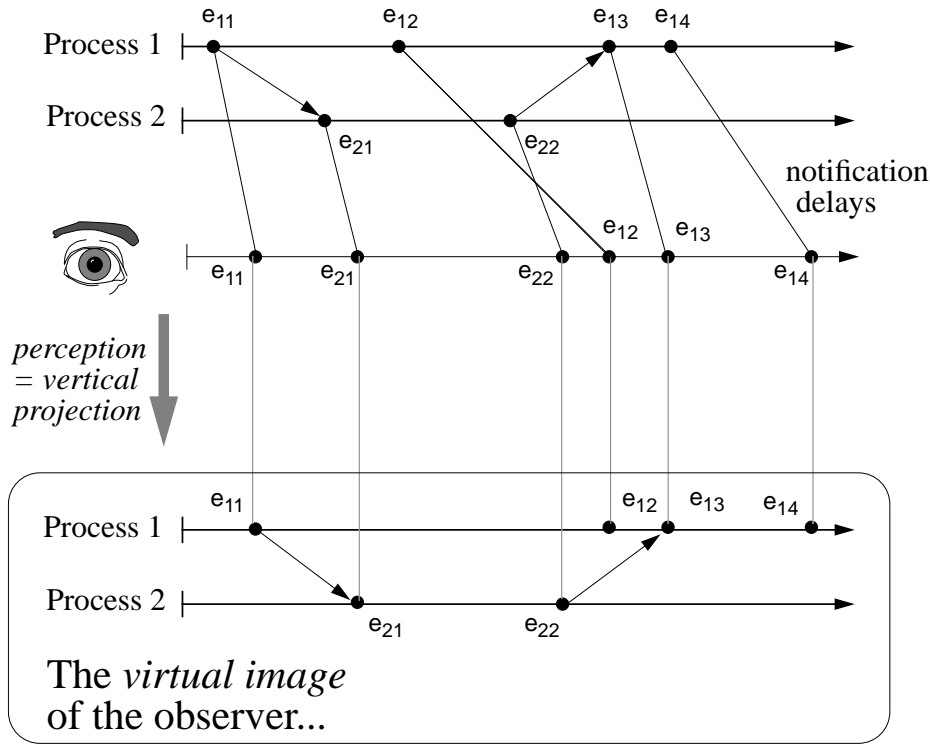 e11 e12 e13 e14
Process 1
Process 2
e21 e22
notification
delays
e12 e13
e11 e21 e22 e14
perception
= vertical
projection
e11 e12 e13 e14
Process 1
Process 2
e21 e22
The virtual image
of the observer...